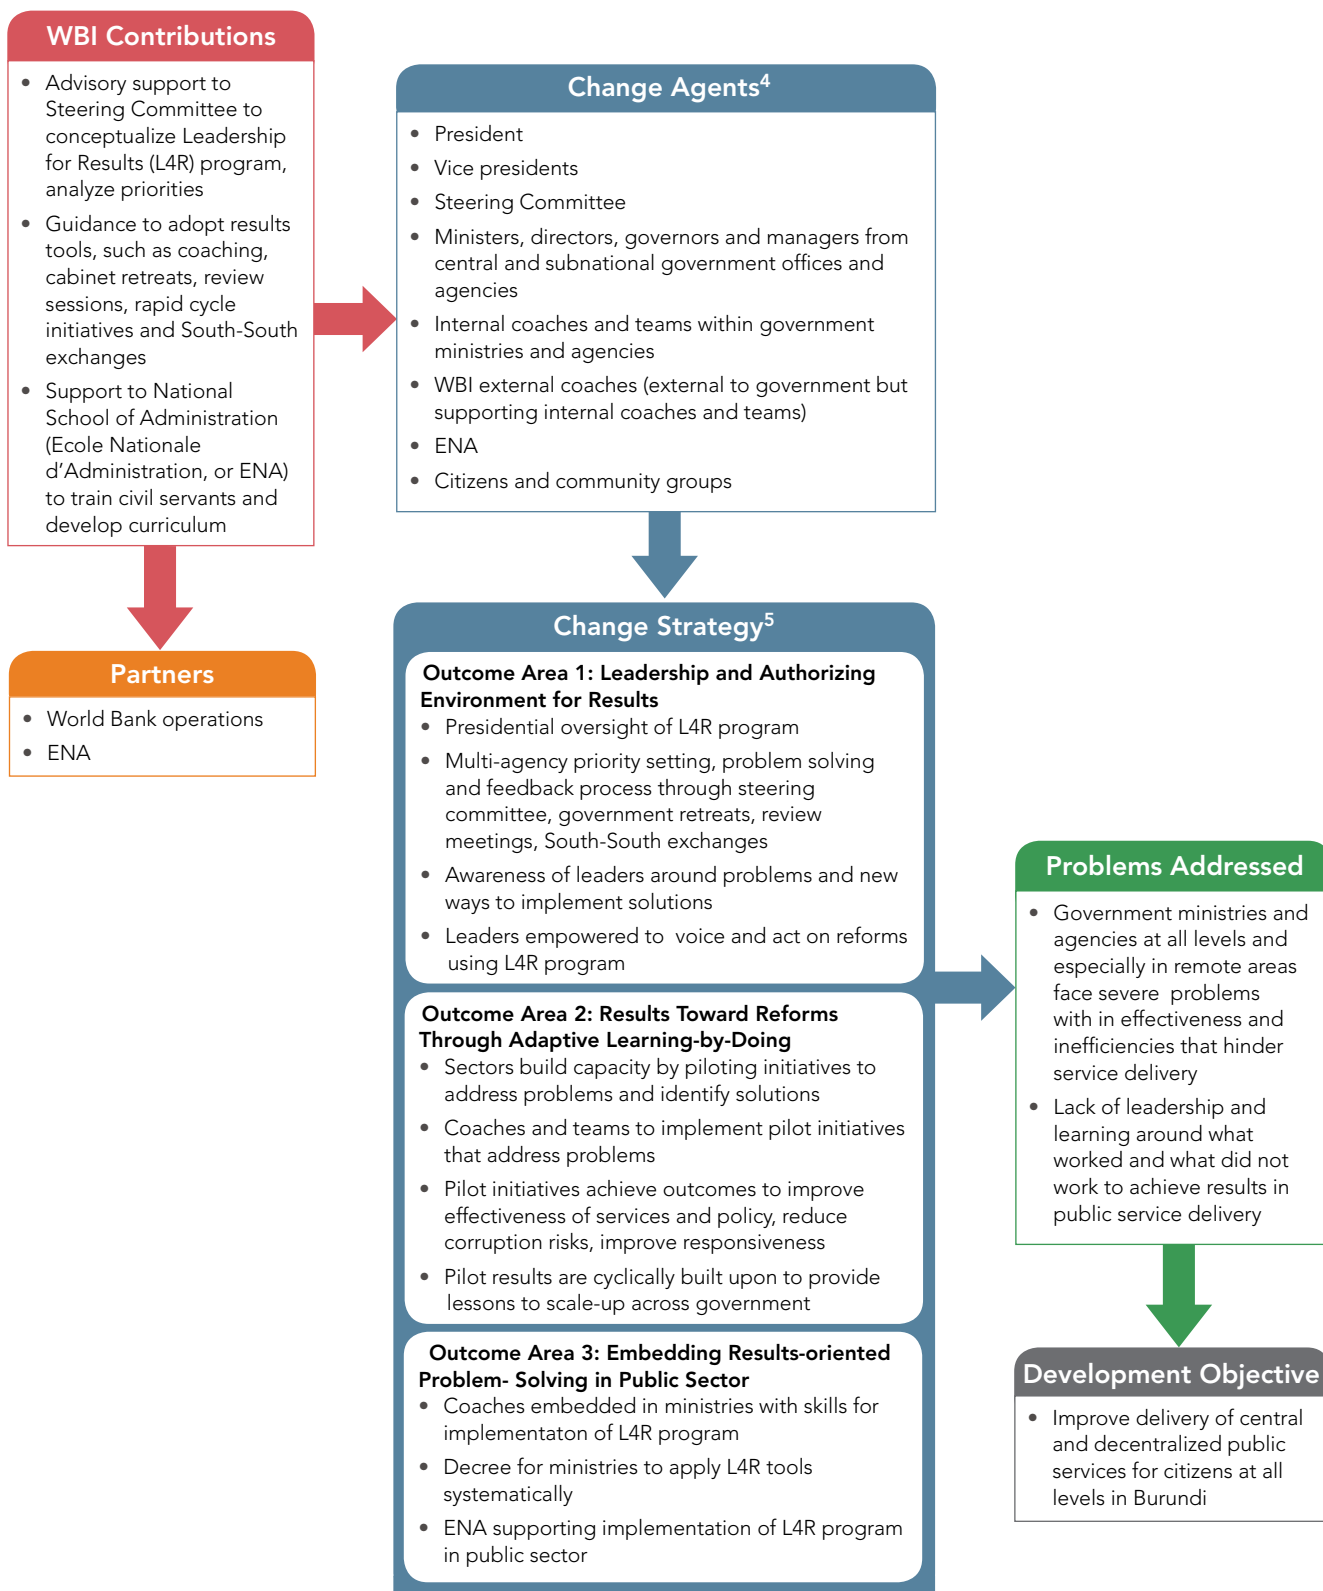 WBI Contributions
• Advisory support to
Steering Committee to
conceptualize Leadership
for Results (L4R) program,
analyze priorities
• Guidance to adopt results
tools, such as coaching,
cabinet retreats, review
sessions, rapid cycle
initiatives and South-South
exchanges
• Support to National
School of Administration
(Ecole Nationale
d’Administration, or ENA)
to train civil servants and
develop curriculum
Partners
• World Bank operations
• ENA
Change Agents4
• President
• Vice presidents
• Steering Committee
• Ministers, directors, governors and managers from
central and subnational government offices and
agencies
• Internal coaches and teams within government
ministries and agencies
• WBI external coaches (external to government but
supporting internal coaches and teams)
• ENA
• Citizens and community groups
Change Strategy5
Outcome Area 1: Leadership and Authorizing
Environment for Results
• Presidential oversight of L4R program
• Multi-agency priority setting, problem solving
and feedback process through steering
committee, government retreats, review
meetings, South-South exchanges
• Awareness of leaders around problems and new
ways to implement solutions
• Leaders empowered to voice and act on reforms
using L4R program
Outcome Area 2: Results Toward Reforms
Through Adaptive Learning-by-Doing
• Sectors build capacity by piloting initiatives to
address problems and identify solutions
• Coaches and teams to implement pilot initiatives
that address problems
• Pilot initiatives achieve outcomes to improve
effectiveness of services and policy, reduce
corruption risks, improve responsiveness
• Pilot results are cyclically built upon to provide
lessons to scale-up across government
Outcome Area 3: Embedding Results-oriented
Problem- Solving in Public Sector
• Coaches embedded in ministries with skills for
implementaton of L4R program
• Decree for ministries to apply L4R tools
systematically
• ENA supporting implementation of L4R program
in public sector
Problems Addressed
• Government ministries and
agencies at all levels and
especially in remote areas
face severe problems
with in effectiveness and
inefficiencies that hinder
service delivery
• Lack of leadership and
learning around what
worked and what did not
work to achieve results in
public service delivery
Development Objective
• Improve delivery of central
and decentralized public
services for citizens at all
levels in Burundi